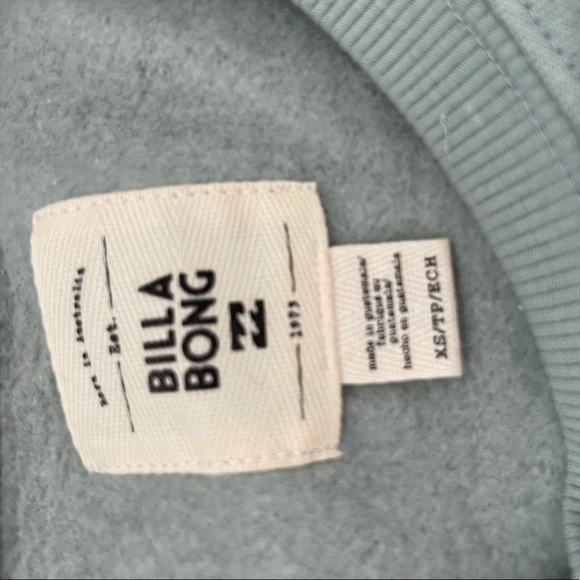 Born in Australia
Est.
BILLA
BONG
1973
made in guatemala/
fabriqué au
guatemala/
hecho en guatemala
XS/TP/ECH